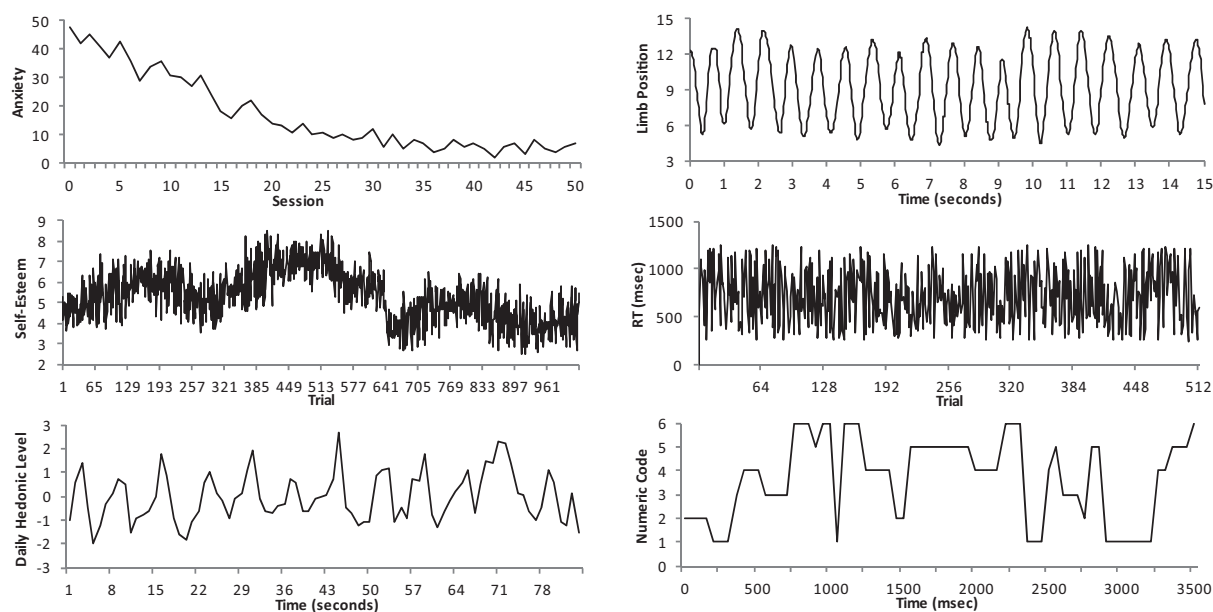 50
40
30
20
10
0
Anxiety
0 5 10 15 20 25 30 35 40 45 50
Session
15
12
9
6
3
Limb Position
0 1 2 3 4 5 6 7 8 9 10 11 12 13 14 15
Time (seconds)
9
8
7
6
5
4
3
2
Self-Esteem
1 65 129 193 257 321 385 449 513 577 641 705 769 833 897 961
Trial
1500
1000
500
0
RT (msec)
64 128 192 256 320 384 448 512
Trial
3
2
1
0
-1
-2
-3
Daily Hedonic Level
1 8 15 22 29 36 43 50 57 64 71 78
Time (seconds)
6
5
4
3
2
1
0
Numeric Code
0 500 1000 1500 2000 2500 3000 3500
Time (msec)